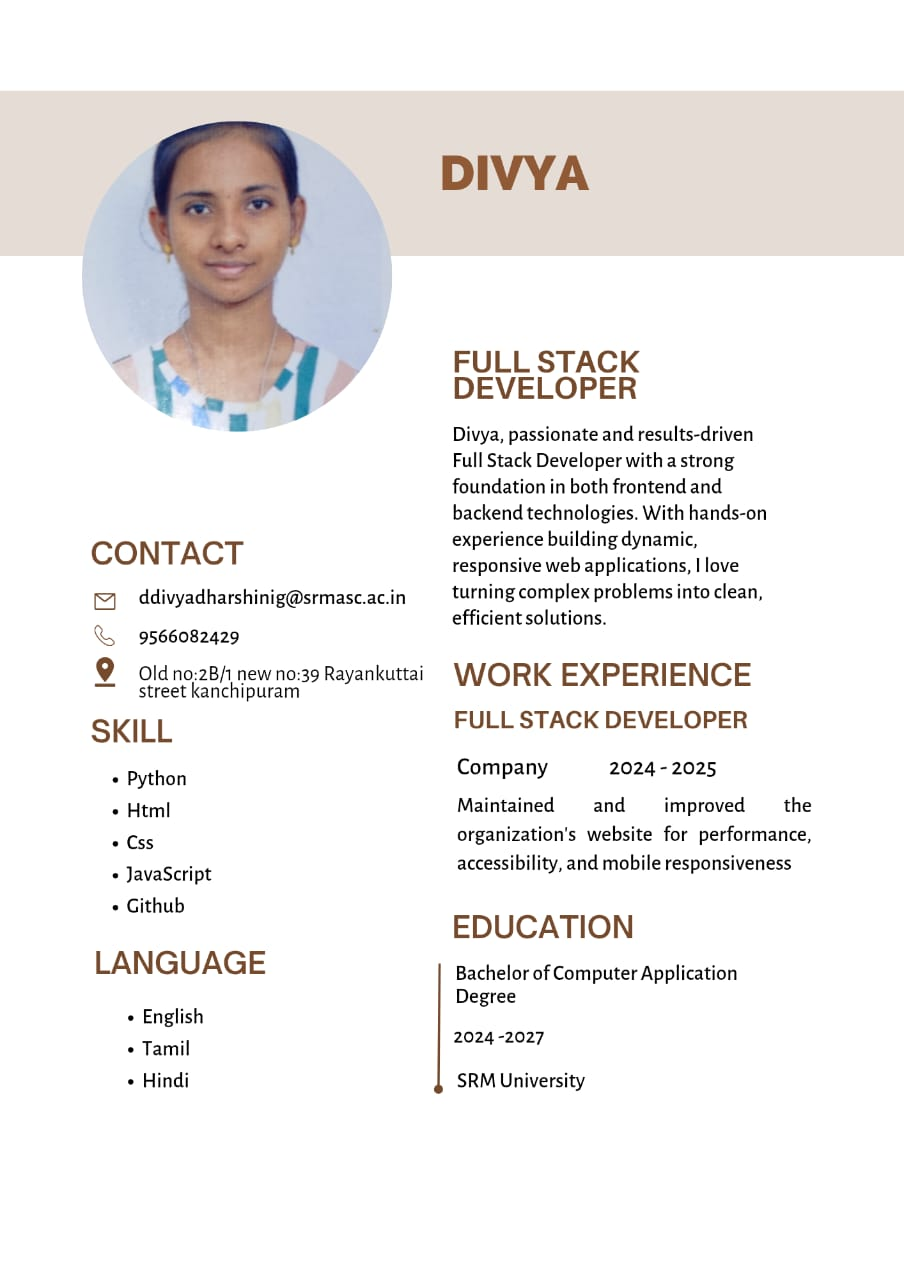 DIVYA
FULL STACK
DEVELOPER
Divya, passionate and results-driven
Full Stack Developer with a strong
foundation in both frontend and
backend technologies. With hands-on
experience building dynamic,
responsive web applications, I love
turning complex problems into clean,
efficient solutions.
CONTACT
ddivyadharshinig@srmasc.ac.in
9566082429
Old no:2B/1 new no:39 Rayankuttai
street kanchipuram
SKILL
• Python
• Html
• Css
• JavaScript
• Github
LANGUAGE
• English
• Tamil
• Hindi
WORK EXPERIENCE
FULL STACK DEVELOPER
Company 2024 - 2025
Maintained and improved the
organization's website for performance,
accessibility, and mobile responsiveness
EDUCATION
Bachelor of Computer Application
Degree
2024 -2027
SRM University